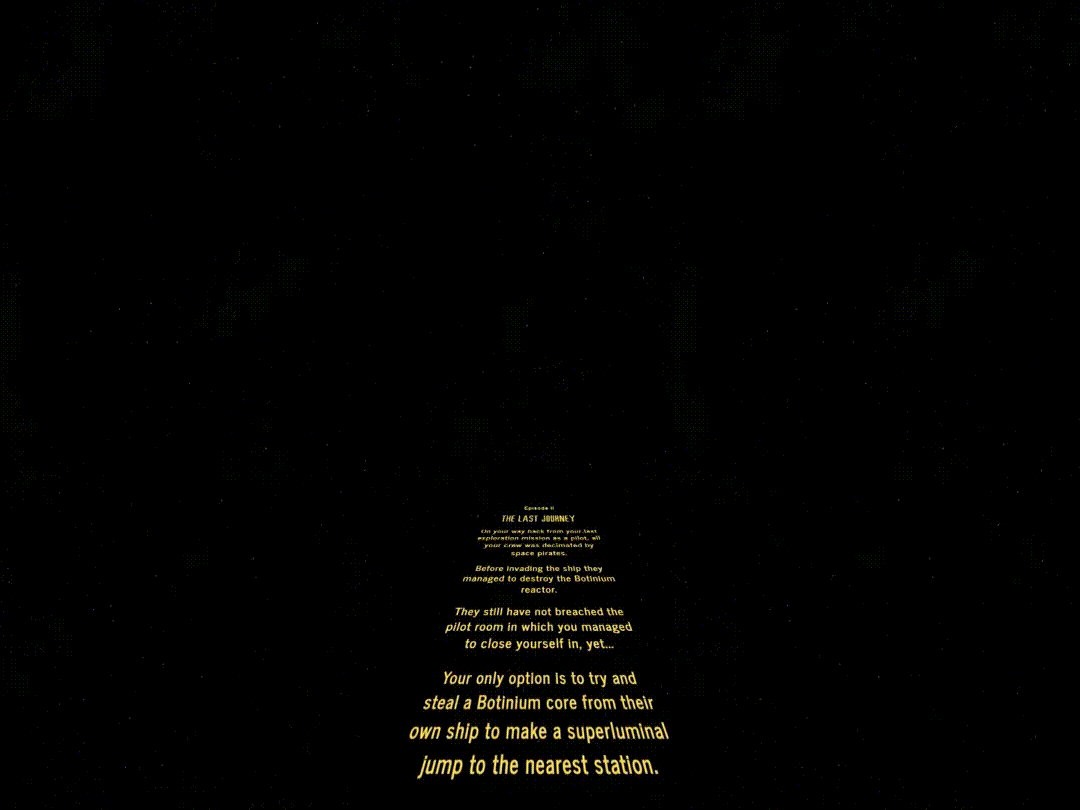 Episode II
THE LAST JOURNEY
On your way back from your last
exploration mission as a pilot, all
your crew was decimated by
space pirates.
Before invading the ship they
managed to destroy the Botinium
reactor.
They still have not breached the
pilot room in which you managed
to close yourself in, yet...
Your only option is to try and
steal a Botinium core from their
own ship to make a superluminal
jump to the nearest station.